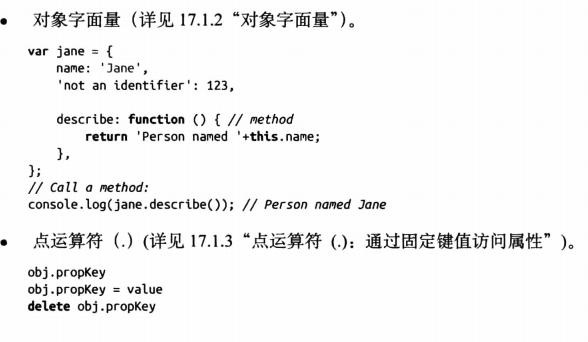 • 对象字面量（详见 17.1.2“对象字面量”）。
var jane = {
    name: 'Jane',
    'not an identifier': 123,
    describe: function () { // method
        return 'Person named '+this.name;
    },
};
// Call a method:
console.log(jane.describe()); // Person named Jane
• 点运算符（.）(详见 17.1.3“点运算符 (.)：通过固定键值访问属性”)。
obj.propKey
obj.propKey = value
delete obj.propKey